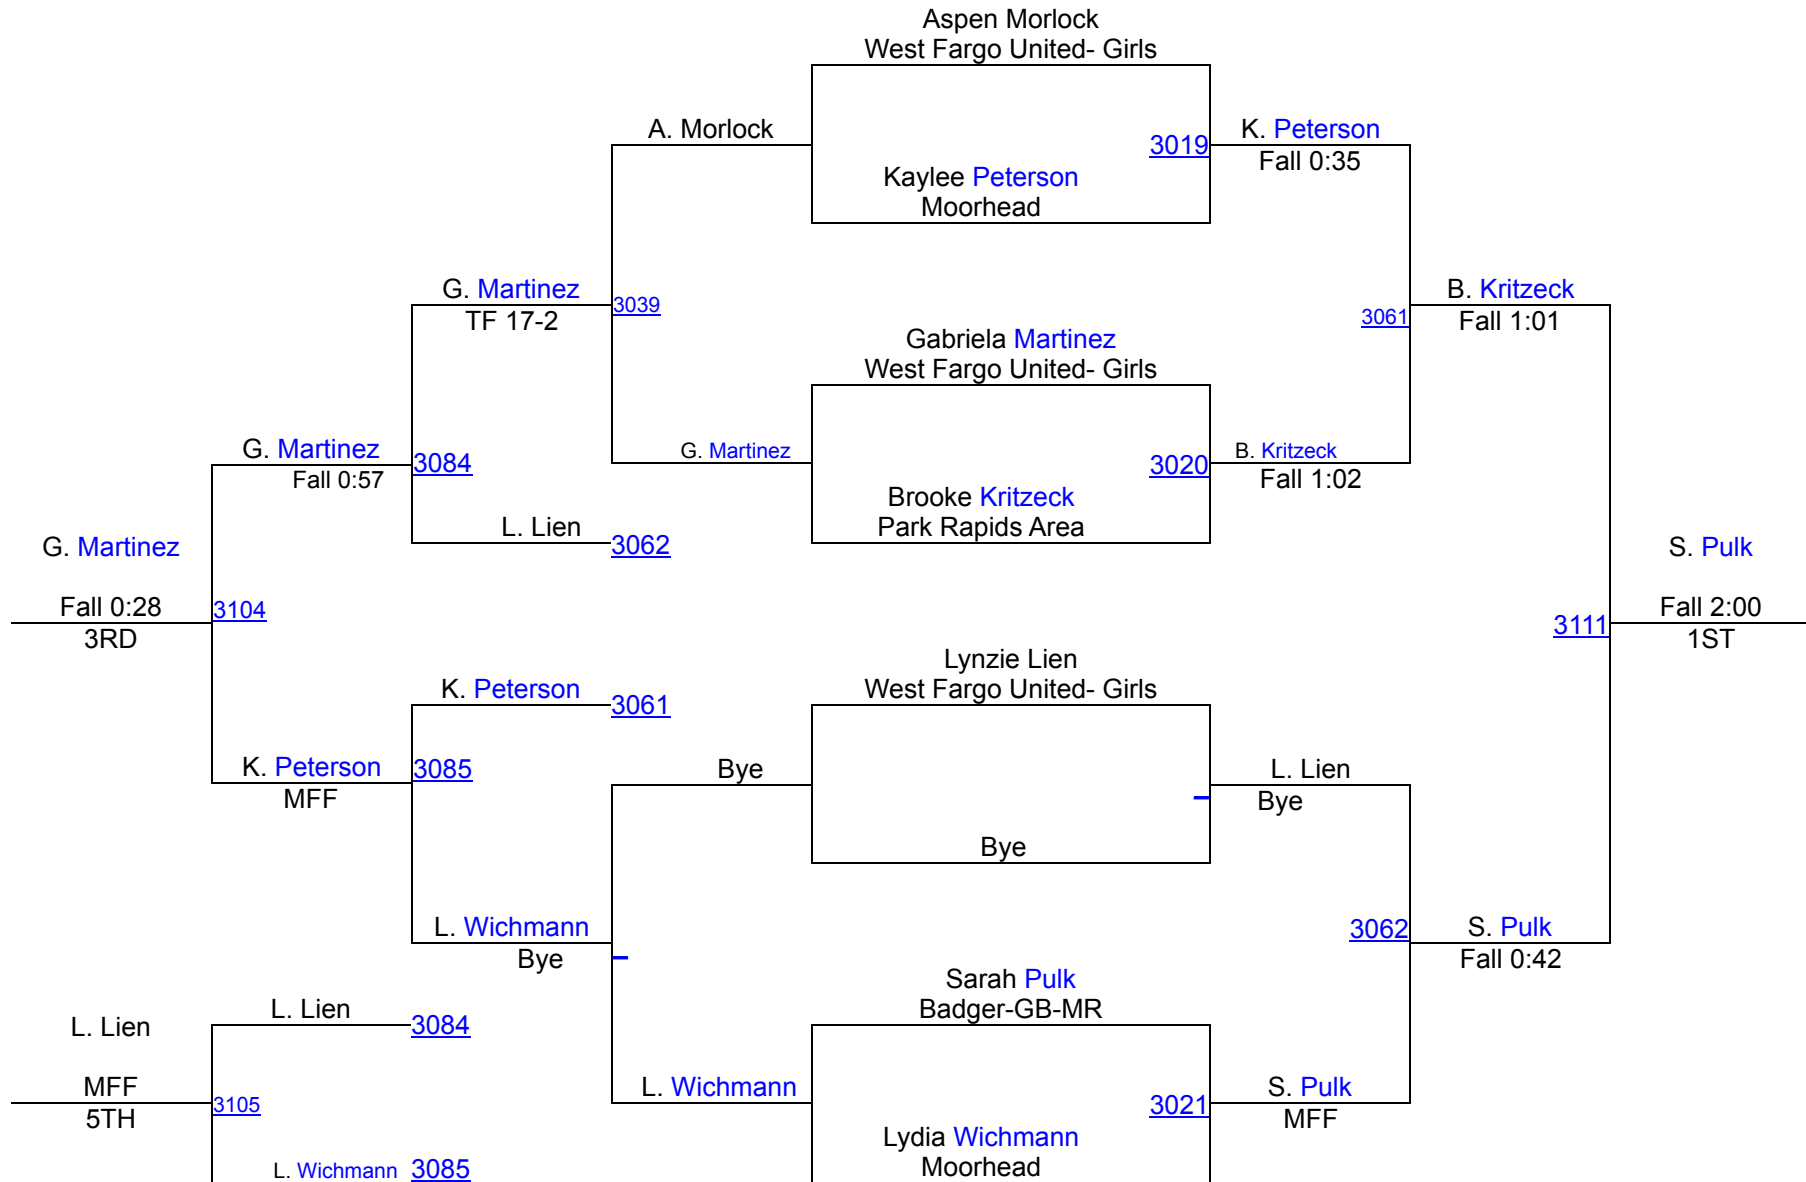 Aspen Morlock
West Fargo United- Girls
A. Morlock
3019
K. Peterson
Fall 0:35
Kaylee Peterson
Moorhead
G. Martinez
TF 17-2
3039
B. Kritzeck
Fall 1:01
3061
Gabriela Martinez
West Fargo United- Girls
G. Martinez
Fall 0:57
3084
G. Martinez
3020
B. Kritzeck
Fall 1:02
Brooke Kritzeck
Park Rapids Area
L. Lien
3062
G. Martinez
Fall 0:28
3RD
3104
S. Pulk
Fall 2:00
1ST
3111
Lynzie Lien
West Fargo United- Girls
K. Peterson
3061
K. Peterson
MFF
3085
Bye
L. Lien
Bye
Bye
L. Wichmann
Bye
3062
S. Pulk
Fall 0:42
Sarah Pulk
Badger-GB-MR
L. Lien
MFF
5TH
L. Lien
3084
3105
L. Wichmann
3021
S. Pulk
MFF
Lydia Wichmann
Moorhead
L. Wichmann
3085